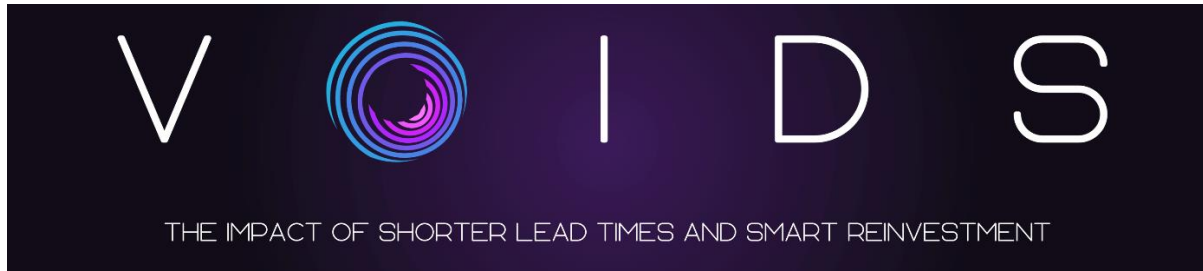 VOIDS
THE IMPACT OF SHORTER LEAD TIMES AND SMART REINVESTMENT